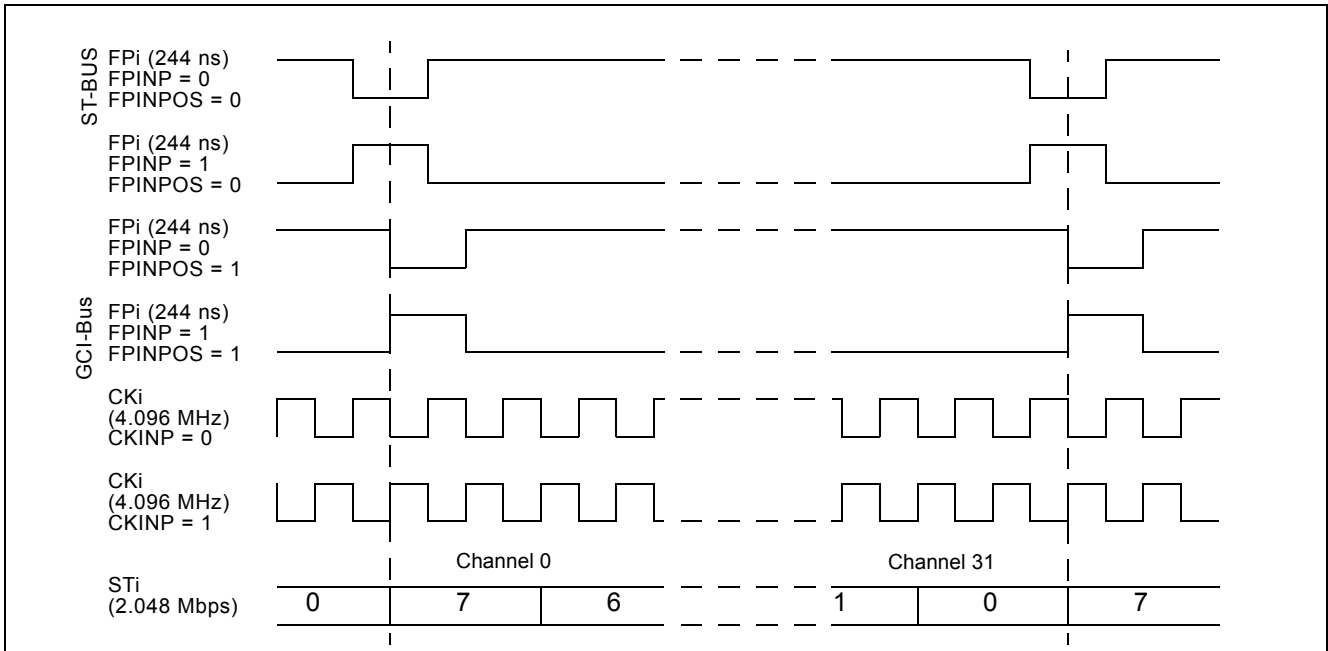 ST-BUS
FPi (244 ns)
FPINP = 0
FPINPOS = 0
FPi (244 ns)
FPINP = 1
FPINPOS = 0
FPi (244 ns)
FPINP = 0
FPINPOS = 1
GCI-Bus
FPi (244 ns)
FPINP = 1
FPINPOS = 1
CKi
(4.096 MHz)
CKINP = 0
CKi
(4.096 MHz)
CKINP = 1
Channel 0
Channel 31
STi
(2.048 Mbps)
0 7 6 1 0 7